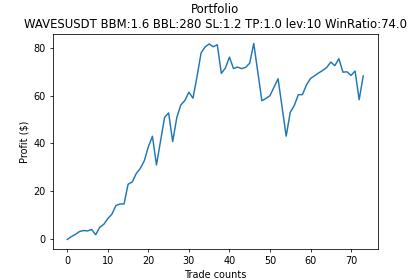 Portfolio
WAVESUSDT BBM:1.6 BBL:280 SL:1.2 TP:1.0 lev:10 WinRatio:74.0
80
60
40
20
0
Profit ($)
0 10 20 30 40 50 60 70
Trade counts